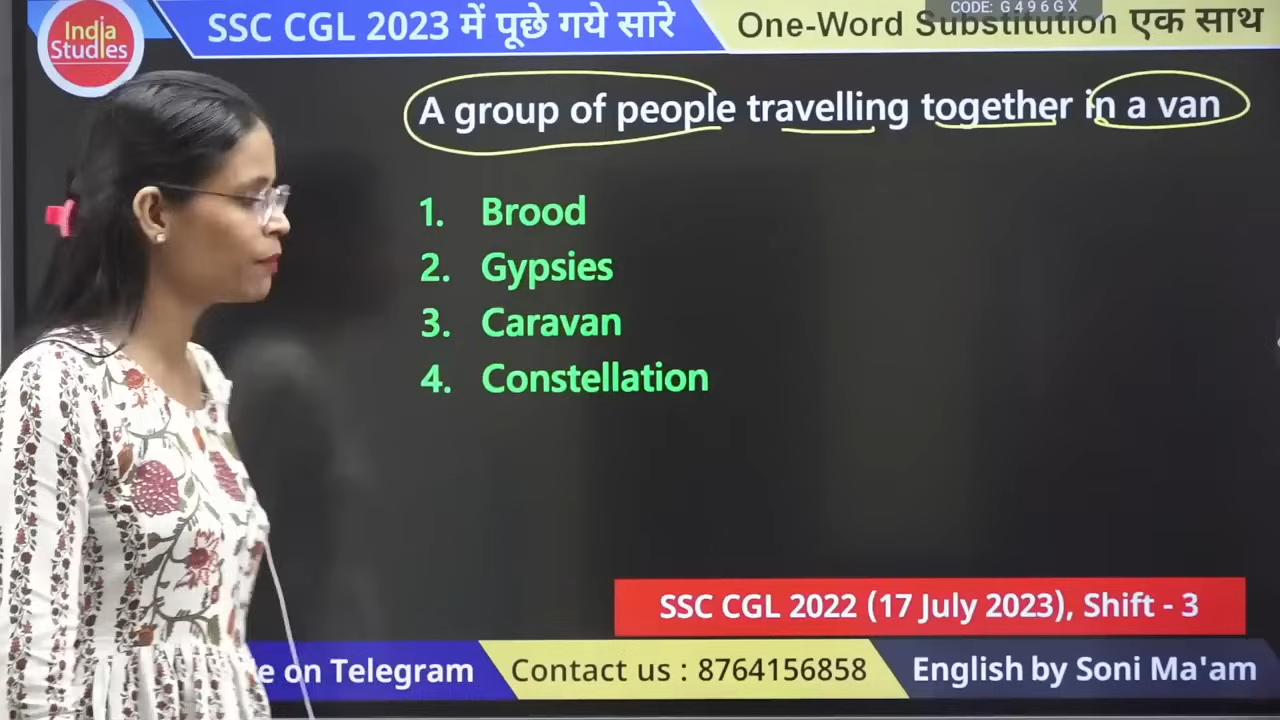 India
Studies
SSC CGL 2023 में पूछे गये सारे
CODE: G496GX
One-Word Substitution एक साथ
A group of people travelling together in a van
1. Brood
2. Gypsies
3. Caravan
4. Constellation
SSC CGL 2022 (17 July 2023), Shift - 3
on Telegram
Contact us : 8764156858
English by Soni Ma'am